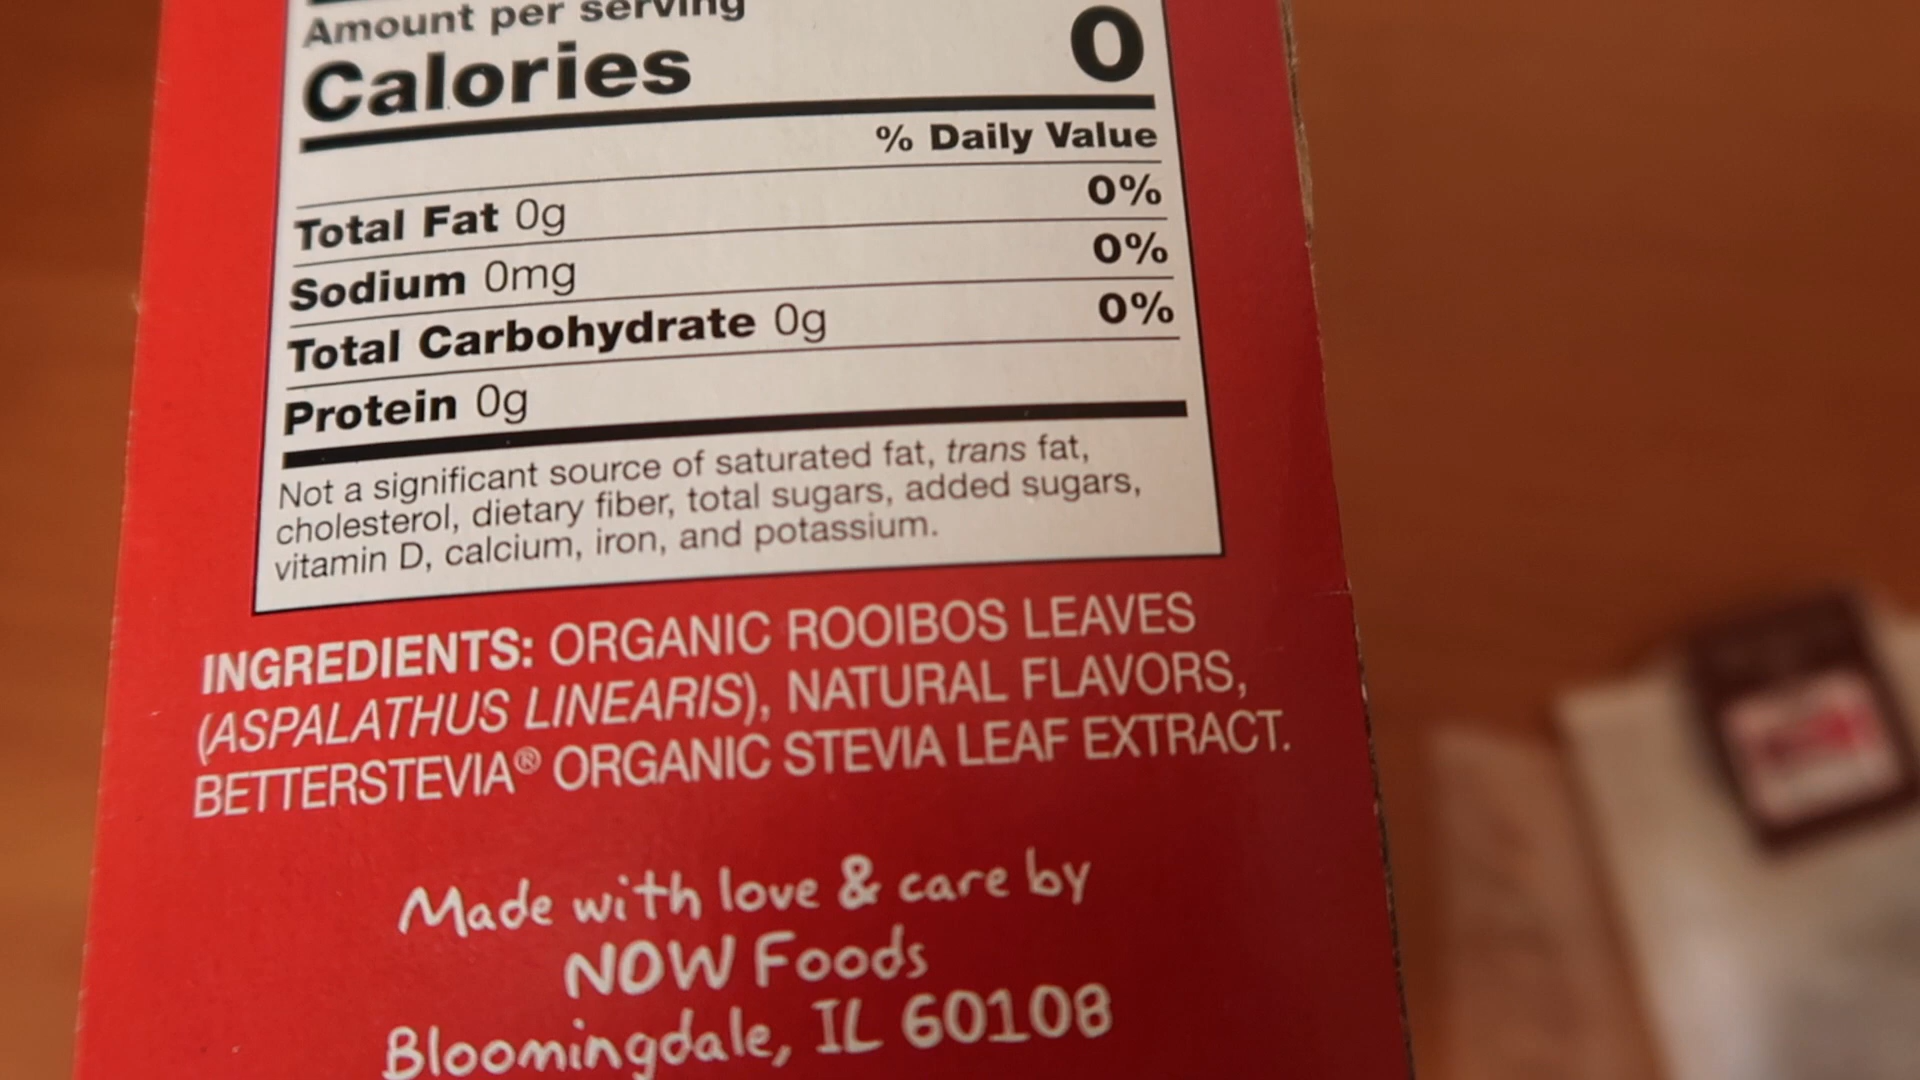 Amount per serving
Calories 0
% Daily Value
Total Fat 0g 0%
Sodium 0mg 0%
Total Carbohydrate 0g 0%
Protein 0g
Not a significant source of saturated fat, trans fat,
cholesterol, dietary fiber, total sugars, added sugars,
vitamin D, calcium, iron, and potassium.
INGREDIENTS: ORGANIC ROOIBOS LEAVES
(ASPALATHUS LINEARIS), NATURAL FLAVORS,
BETTERSTEVIA® ORGANIC STEVIA LEAF EXTRACT.
Made with love & care by
NOW Foods
Bloomingdale, IL 60108